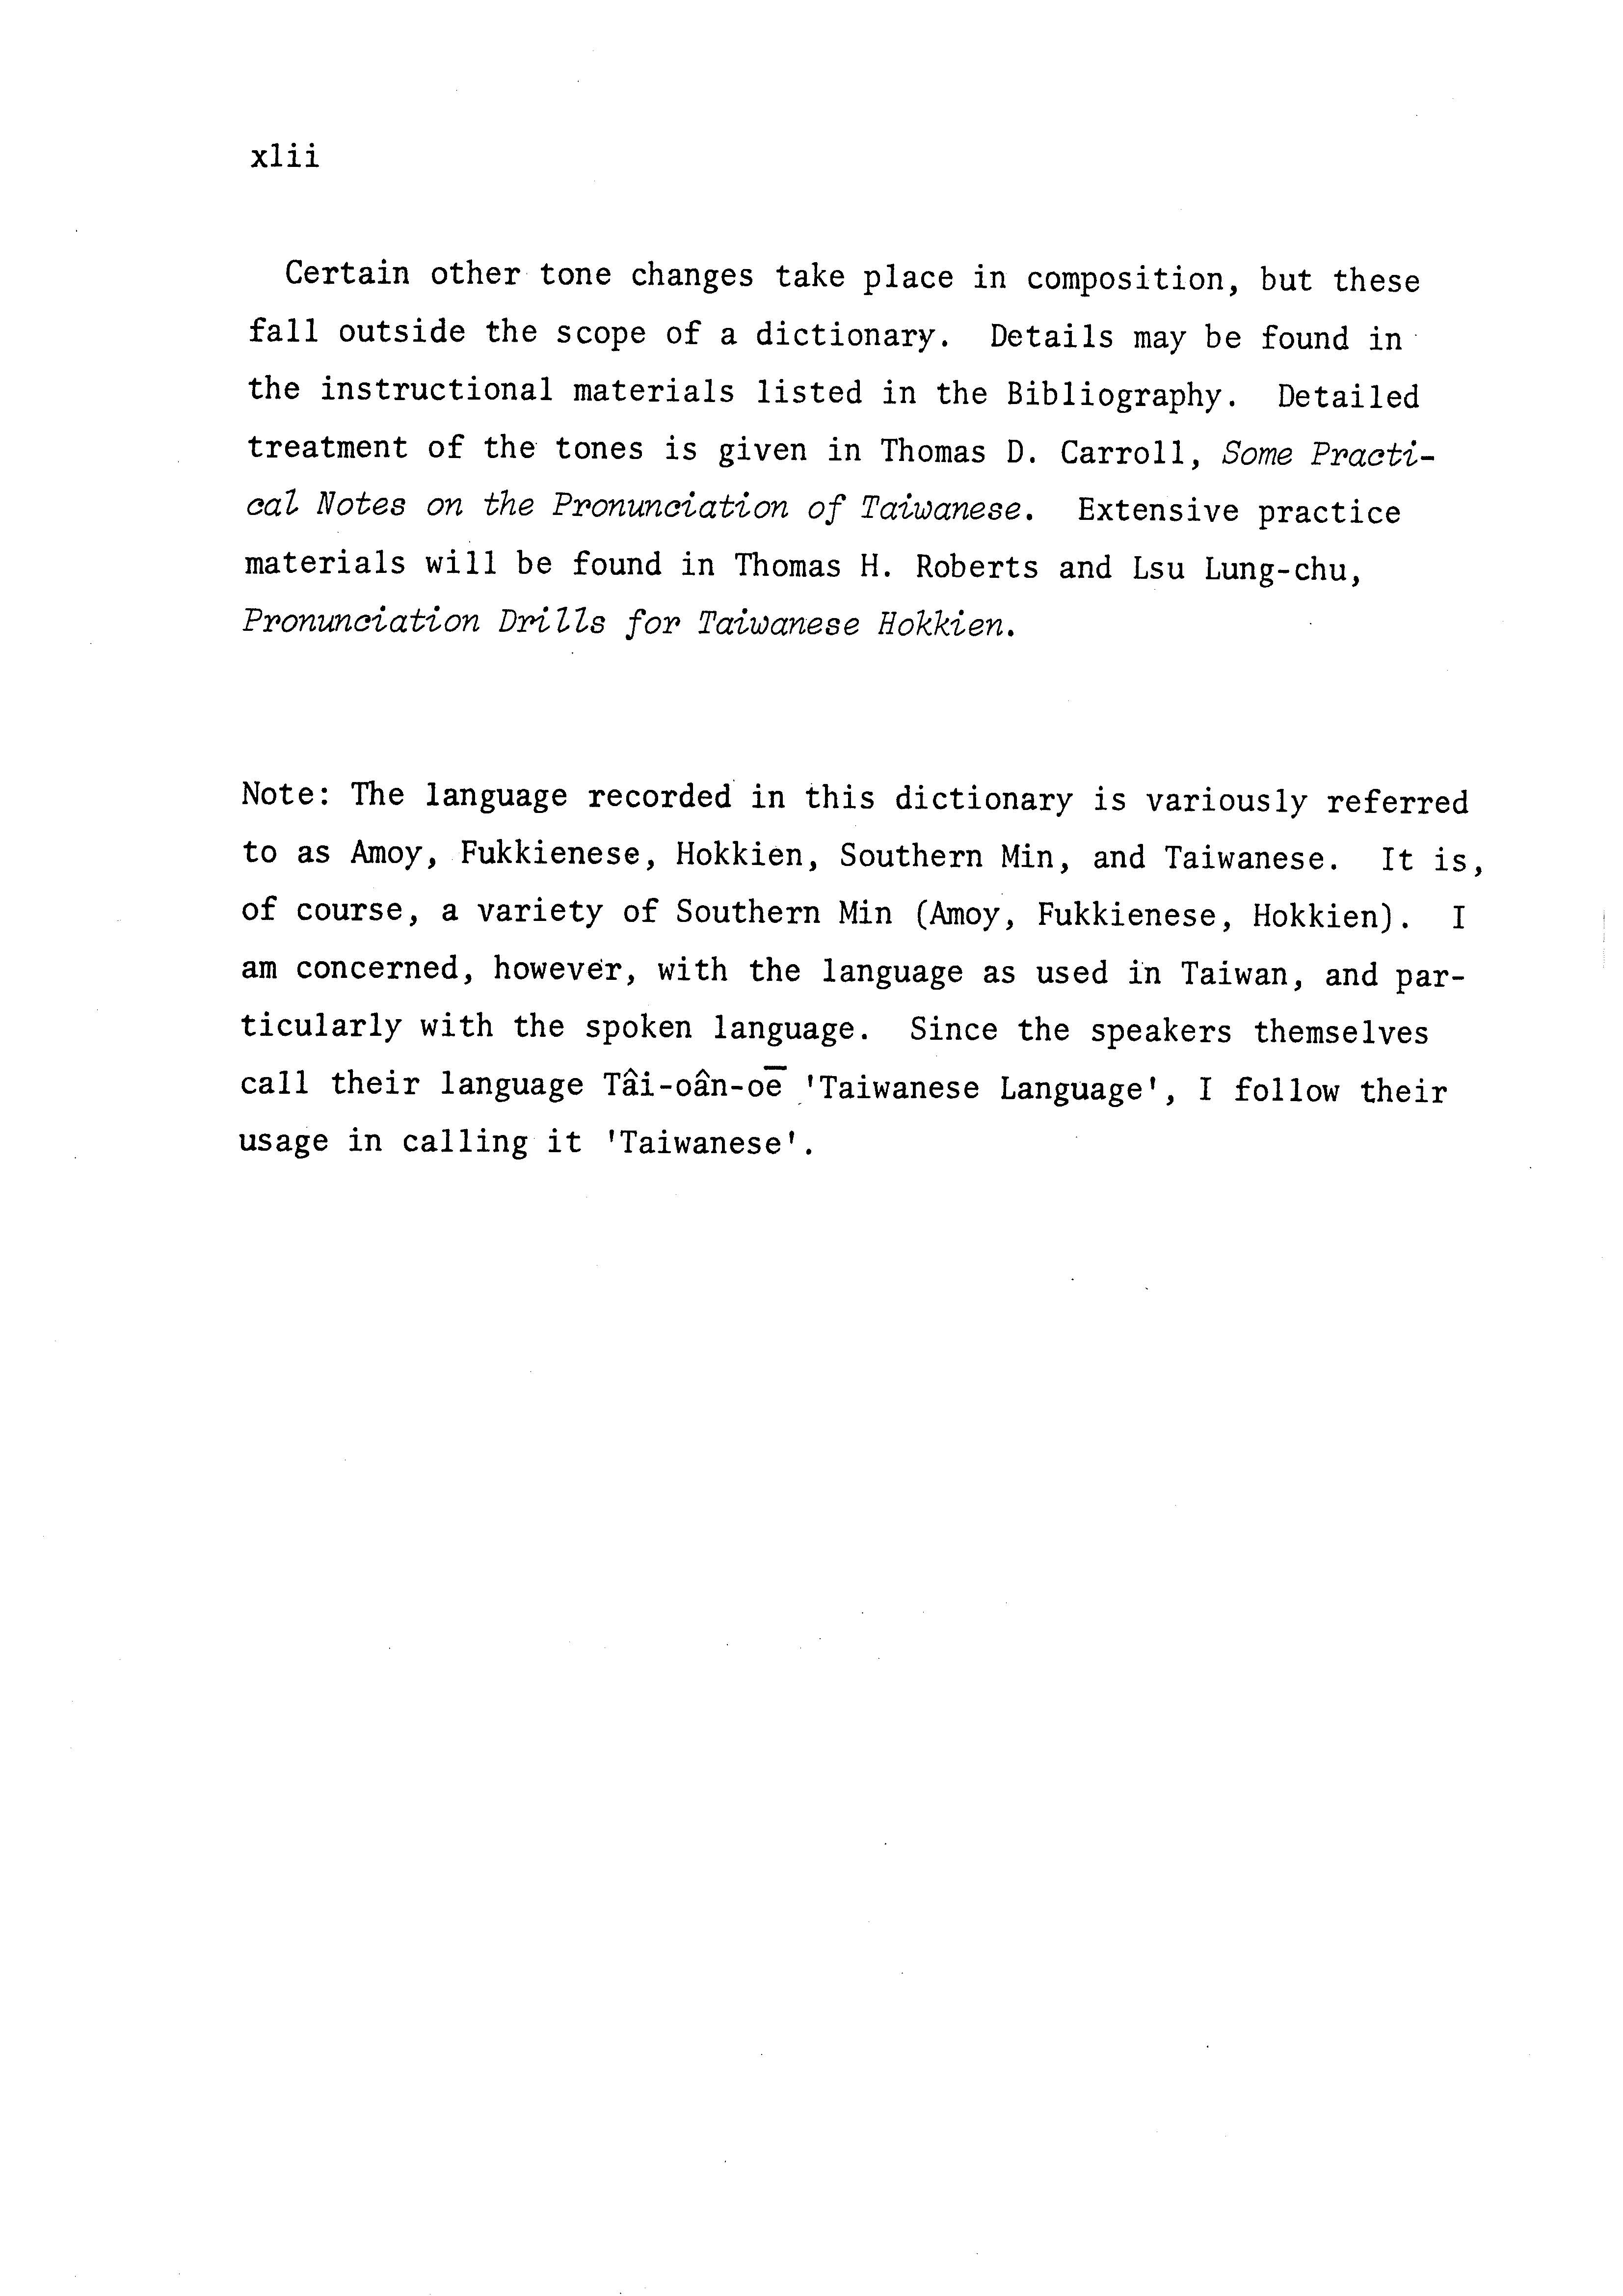 xlii
Certain other tone changes take place in composition, but these
fall outside the scope of a dictionary. Details may be found in
the instructional materials listed in the Bibliography. Detailed
treatment of the tones is given in Thomas D. Carroll, Some Practi-
cal Notes on the Pronunciation of Taiwanese. Extensive practice
materials will be found in Thomas H. Roberts and Lsu Lung-chu,
Pronunciation Drills for Taiwanese Hokkien.
Note: The language recorded in this dictionary is variously referred
to as Amoy, Fukkienese, Hokkien, Southern Min, and Taiwanese. It is,
of course, a variety of Southern Min (Amoy, Fukkienese, Hokkien). I
am concerned, however, with the language as used in Taiwan, and par-
ticularly with the spoken language. Since the speakers themselves
call their language Tâi-oân-oē 'Taiwanese Language', I follow their
usage in calling it 'Taiwanese'.